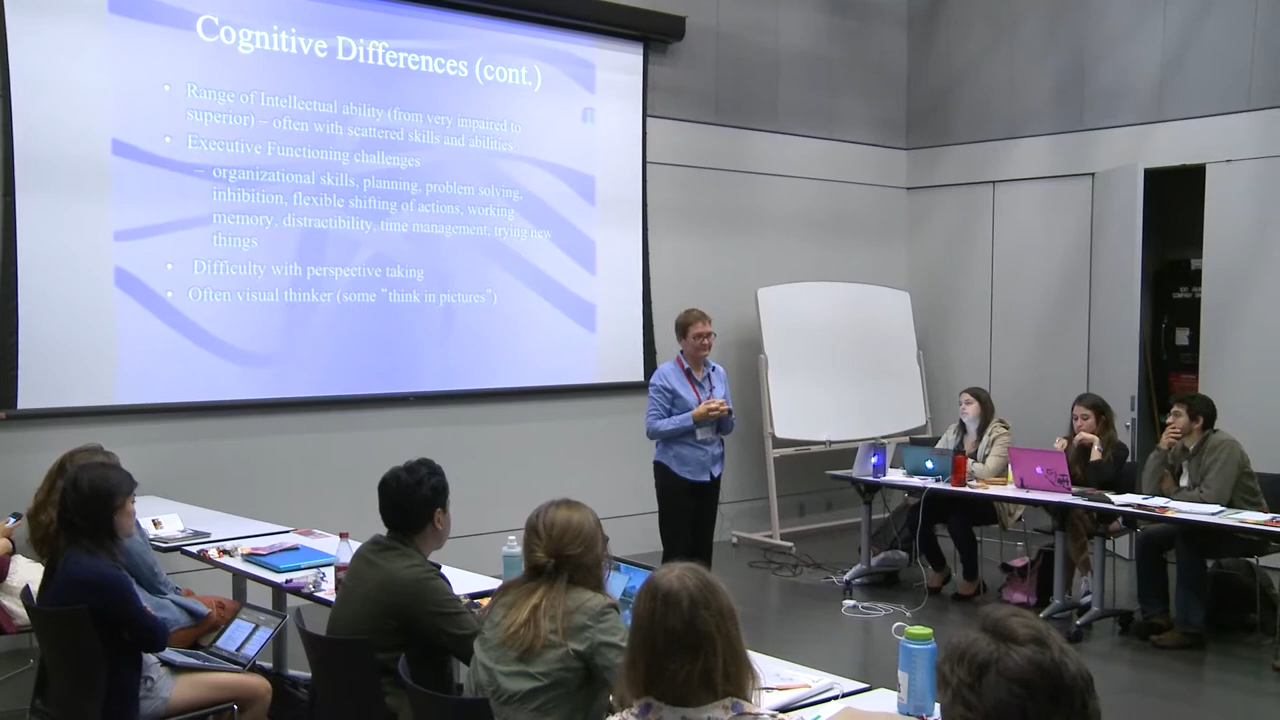 Cognitive Differences (cont.)
• Range of Intellectual ability (from very impaired to
superior) – often with scattered skills and abilities
• Executive Functioning challenges
– organizational skills, planning, problem solving,
inhibition, flexible shifting of actions, working
memory, distractibility, time management, trying new
things
• Difficulty with perspective taking
• Often visual thinker (some "think in pictures")